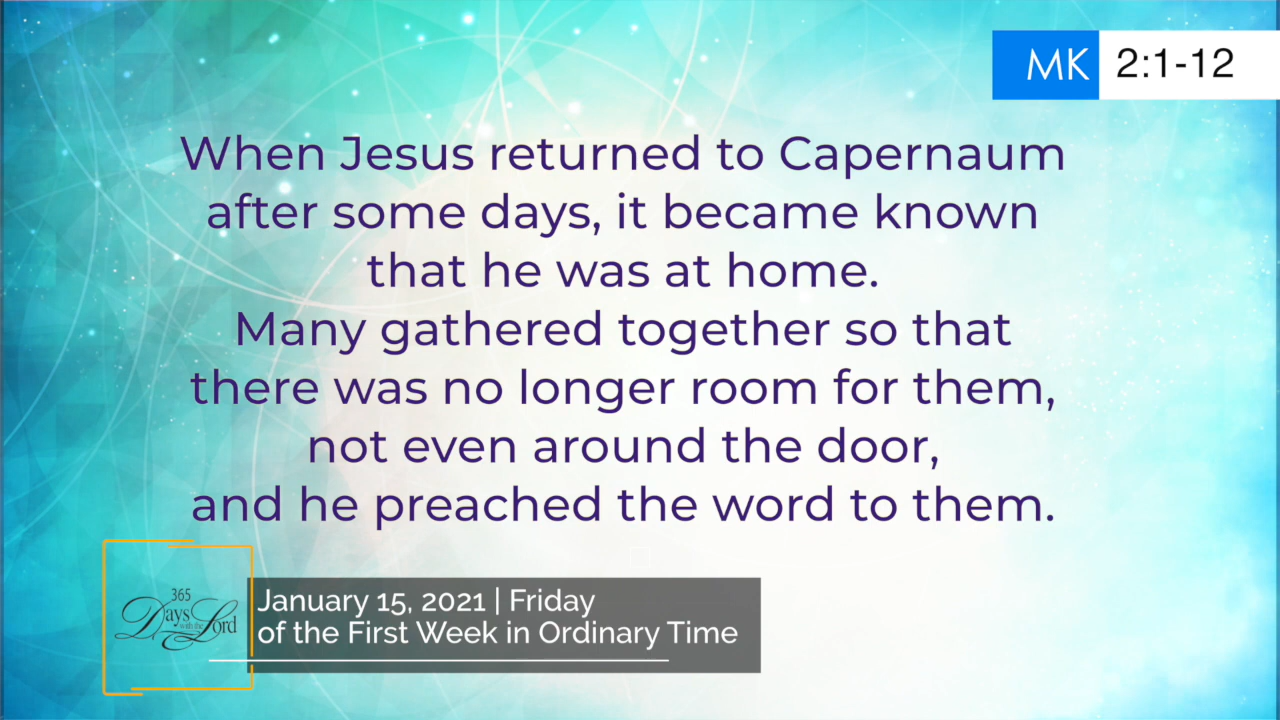 MK 2:1-12
When Jesus returned to Capernaum
after some days, it became known
that he was at home.
Many gathered together so that
there was no longer room for them,
not even around the door,
and he preached the word to them.
365
Days with the Lord
January 15, 2021 | Friday
of the First Week in Ordinary Time